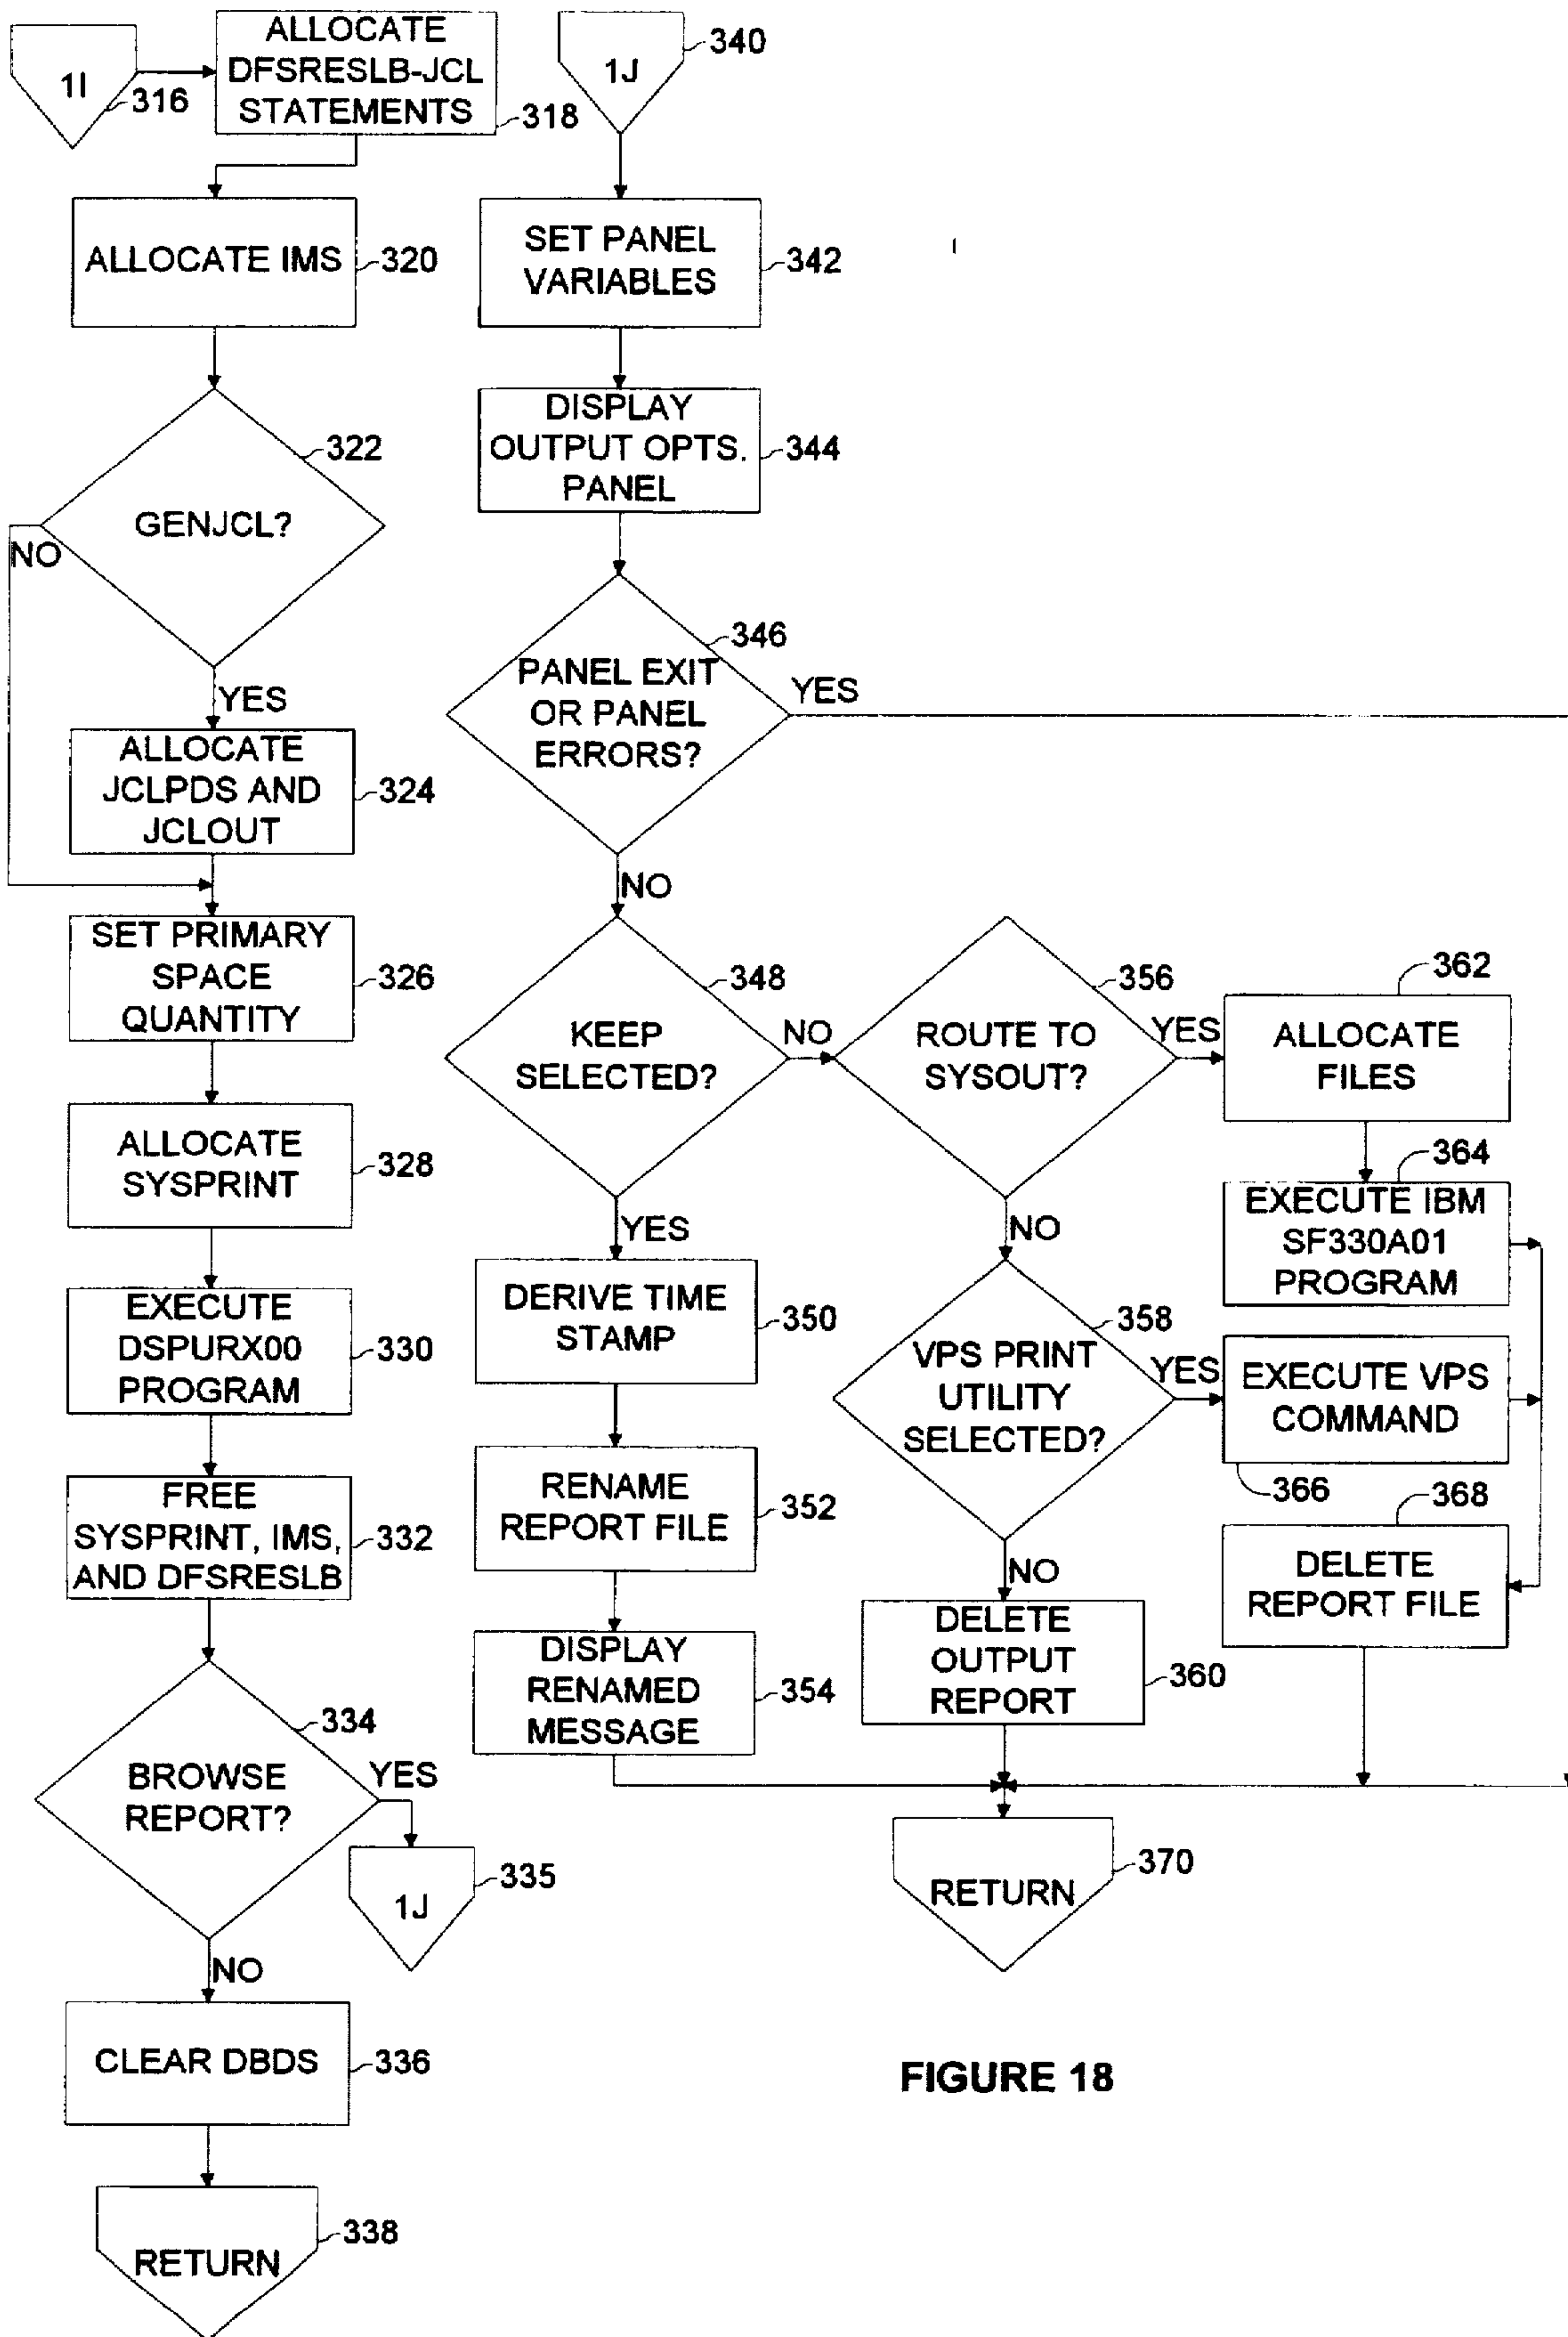 1I
316
ALLOCATE
DFSRESLB-JCL
STATEMENTS
318
ALLOCATE IMS
320
GENJCL?
322
NO
YES
ALLOCATE
JCLPDS AND
JCLOUT
324
SET PRIMARY
SPACE
QUANTITY
326
ALLOCATE
SYSPRINT
328
EXECUTE
DSPURX00
PROGRAM
330
FREE
SYSPRINT, IMS,
AND DFSRESLB
332
BROWSE
REPORT?
334
YES
1J
335
NO
CLEAR DBDS
336
RETURN
338
1J
340
SET PANEL
VARIABLES
342
DISPLAY
OUTPUT OPTS.
PANEL
344
PANEL EXIT
OR PANEL
ERRORS?
346
YES
NO
KEEP
SELECTED?
348
NO
YES
DERIVE TIME
STAMP
350
RENAME
REPORT FILE
352
DISPLAY
RENAMED
MESSAGE
354
ROUTE TO
SYSOUT?
356
YES
NO
VPS PRINT
UTILITY
SELECTED?
358
YES
NO
DELETE
OUTPUT
REPORT
360
362
ALLOCATE
FILES
364
EXECUTE IBM
SF330A01
PROGRAM
EXECUTE VPS
COMMAND
366
368
DELETE
REPORT FILE
RETURN
370
FIGURE 18